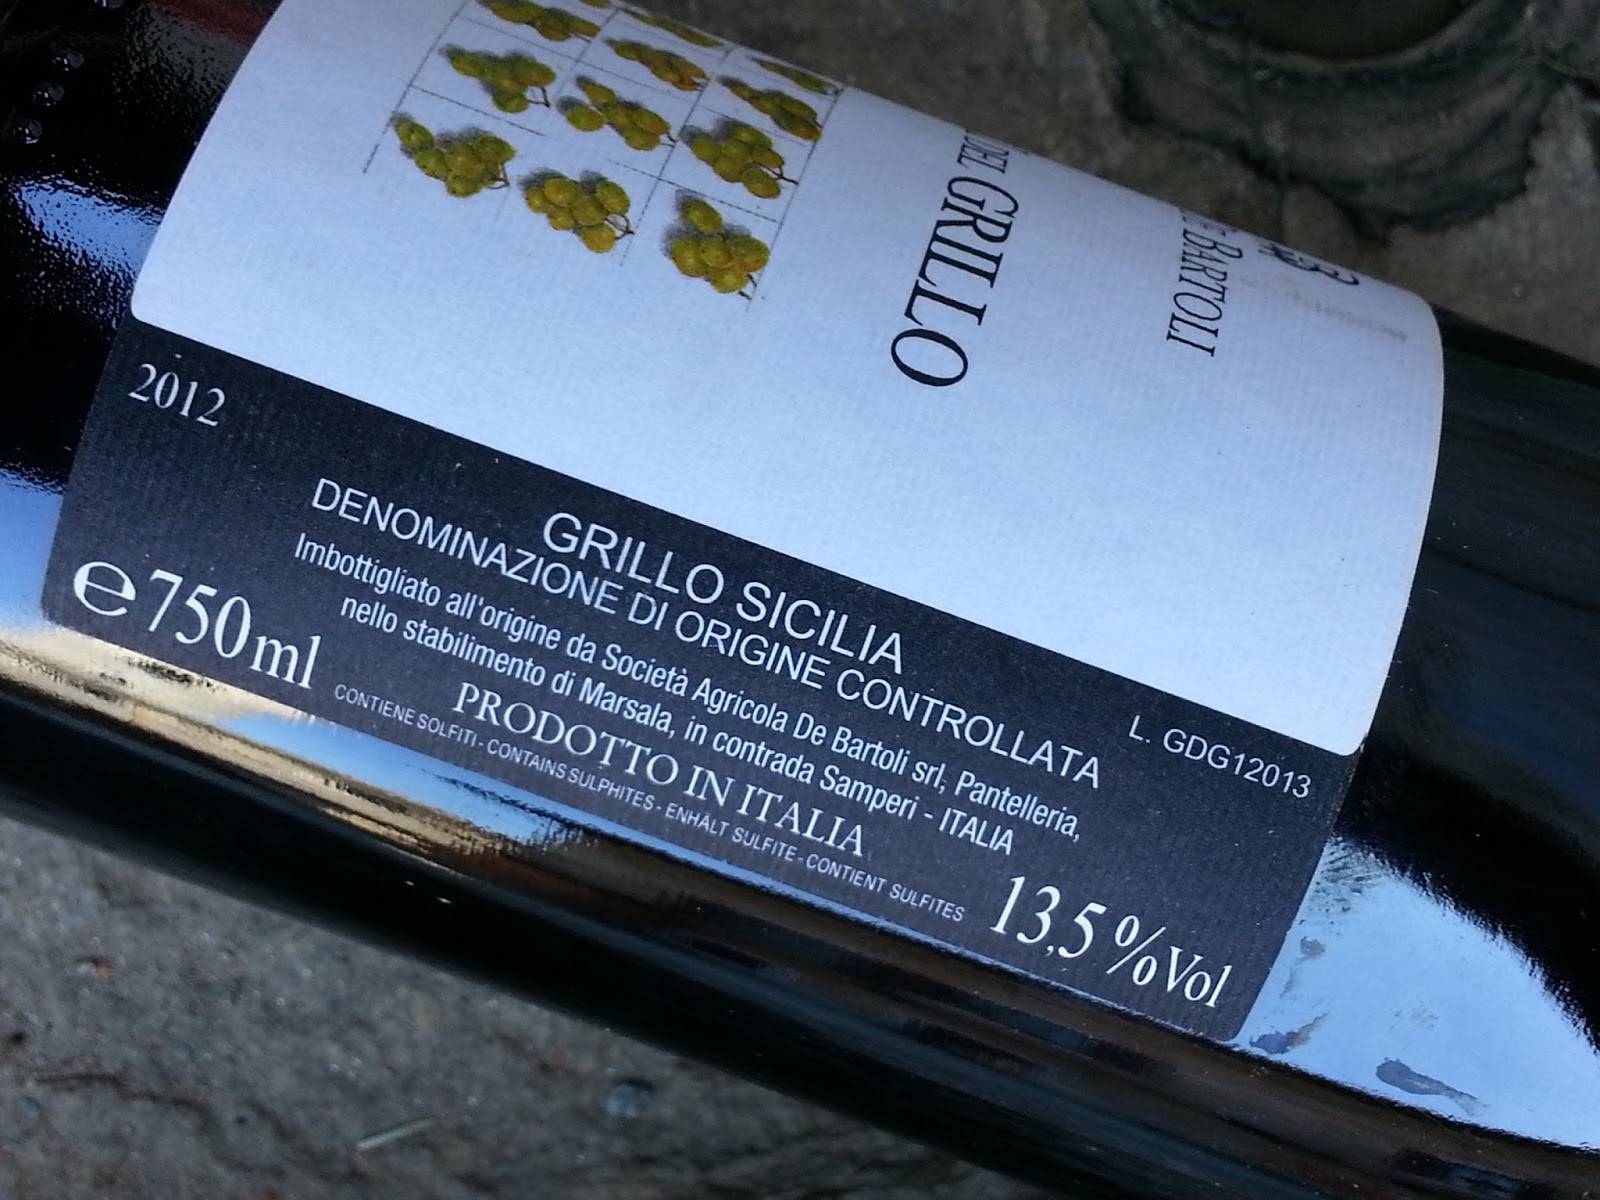 DEL GRILLO
BARTOLI
2012
GRILLO SICILIA
DENOMINAZIONE DI ORIGINE CONTROLLATA
Imbottigliato all'origine da Società Agricola De Bartoli srl, Pantelleria,
nello stabilimento di Marsala, in contrada Samperi - ITALIA
PRODOTTO IN ITALIA
CONTIENE SOLFITI - CONTAINS SULPHITES - ENHÄLT SULFITE - CONTIENT SULFITES
e 750ml
L. GDG12013
13,5%Vol